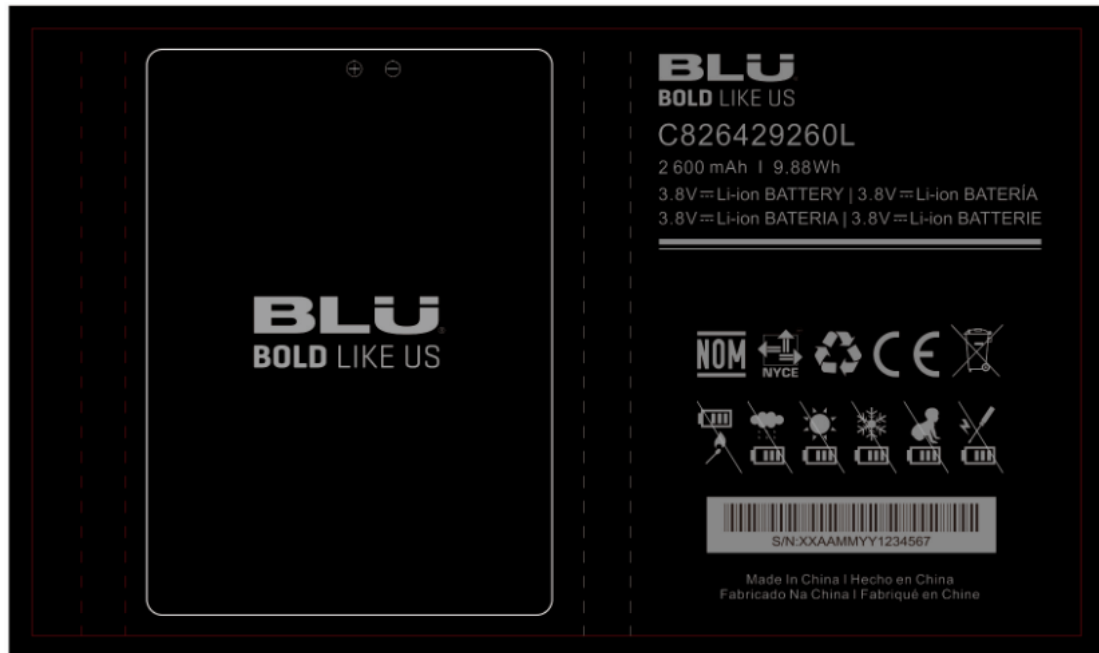 BLU
BOLD LIKE US
BLU
BOLD LIKE US
C826429260L
2 600 mAh I 9.88Wh
3.8V⎓Li-ion BATTERY | 3.8V⎓Li-ion BATERÍA
3.8V⎓Li-ion BATERIA | 3.8V⎓Li-ion BATTERIE
NOM NYCE CE
S/N:XXAAMMYY1234567
Made In China I Hecho en China
Fabricado Na China I Fabriqué en Chine